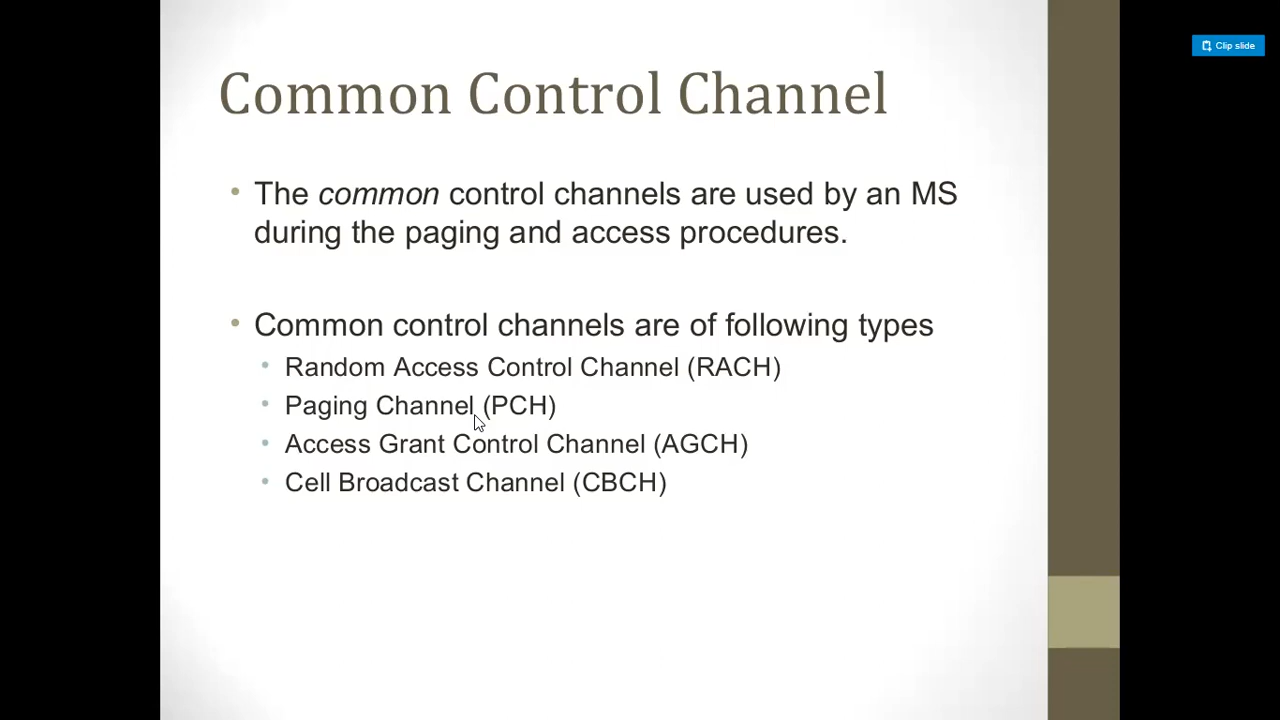 Clip slide
Common Control Channel
• The common control channels are used by an MS
during the paging and access procedures.
• Common control channels are of following types
• Random Access Control Channel (RACH)
• Paging Channel (PCH)
• Access Grant Control Channel (AGCH)
• Cell Broadcast Channel (CBCH)